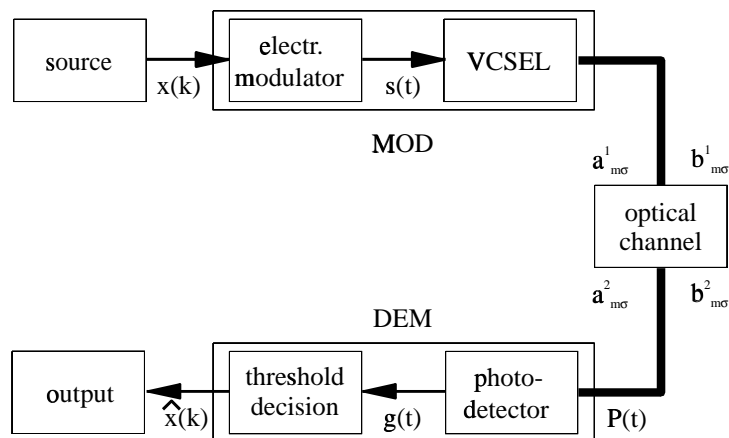 source
x(k)
electr.
modulator
s(t)
VCSEL
MOD
a¹ₘσ
b¹ₘσ
optical
channel
a²ₘσ
b²ₘσ
DEM
output
x̂(k)
threshold
decision
g(t)
photo-
detector
P(t)